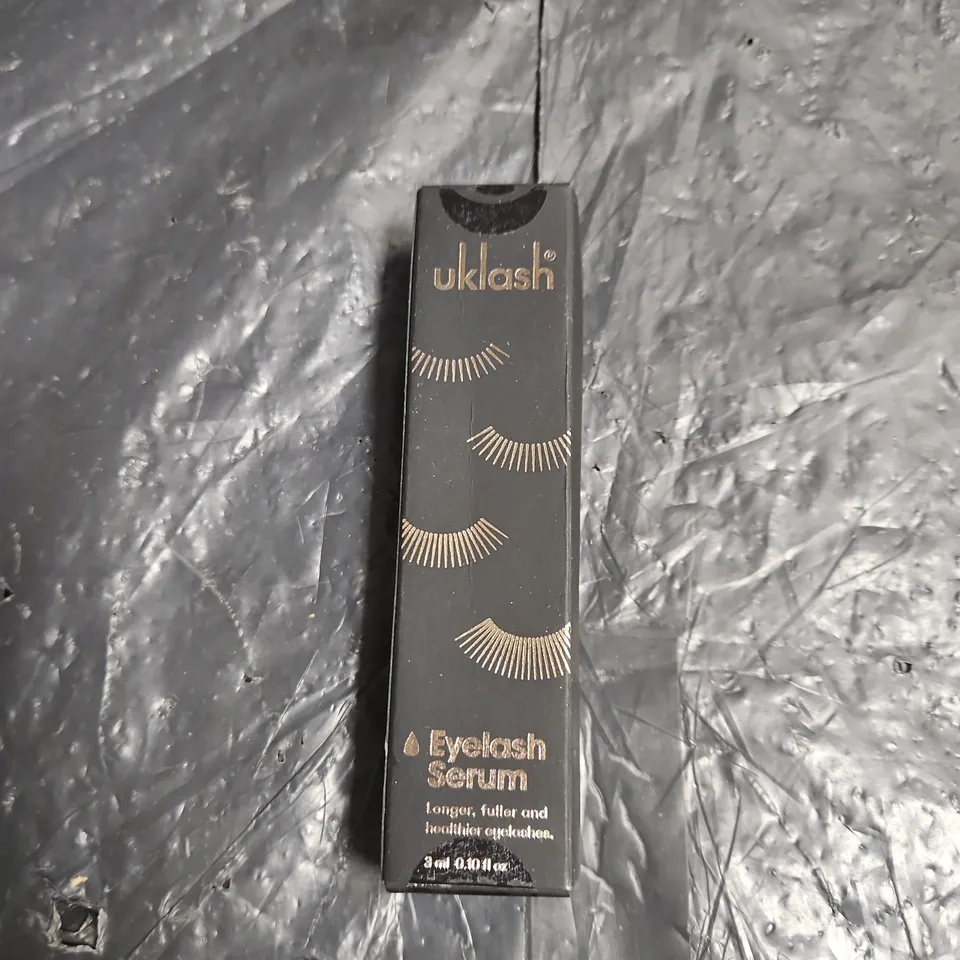 uklash®
Eyelash
Serum
Longer, fuller and
healthier eyelashes.
3 ml 0.10 fl oz